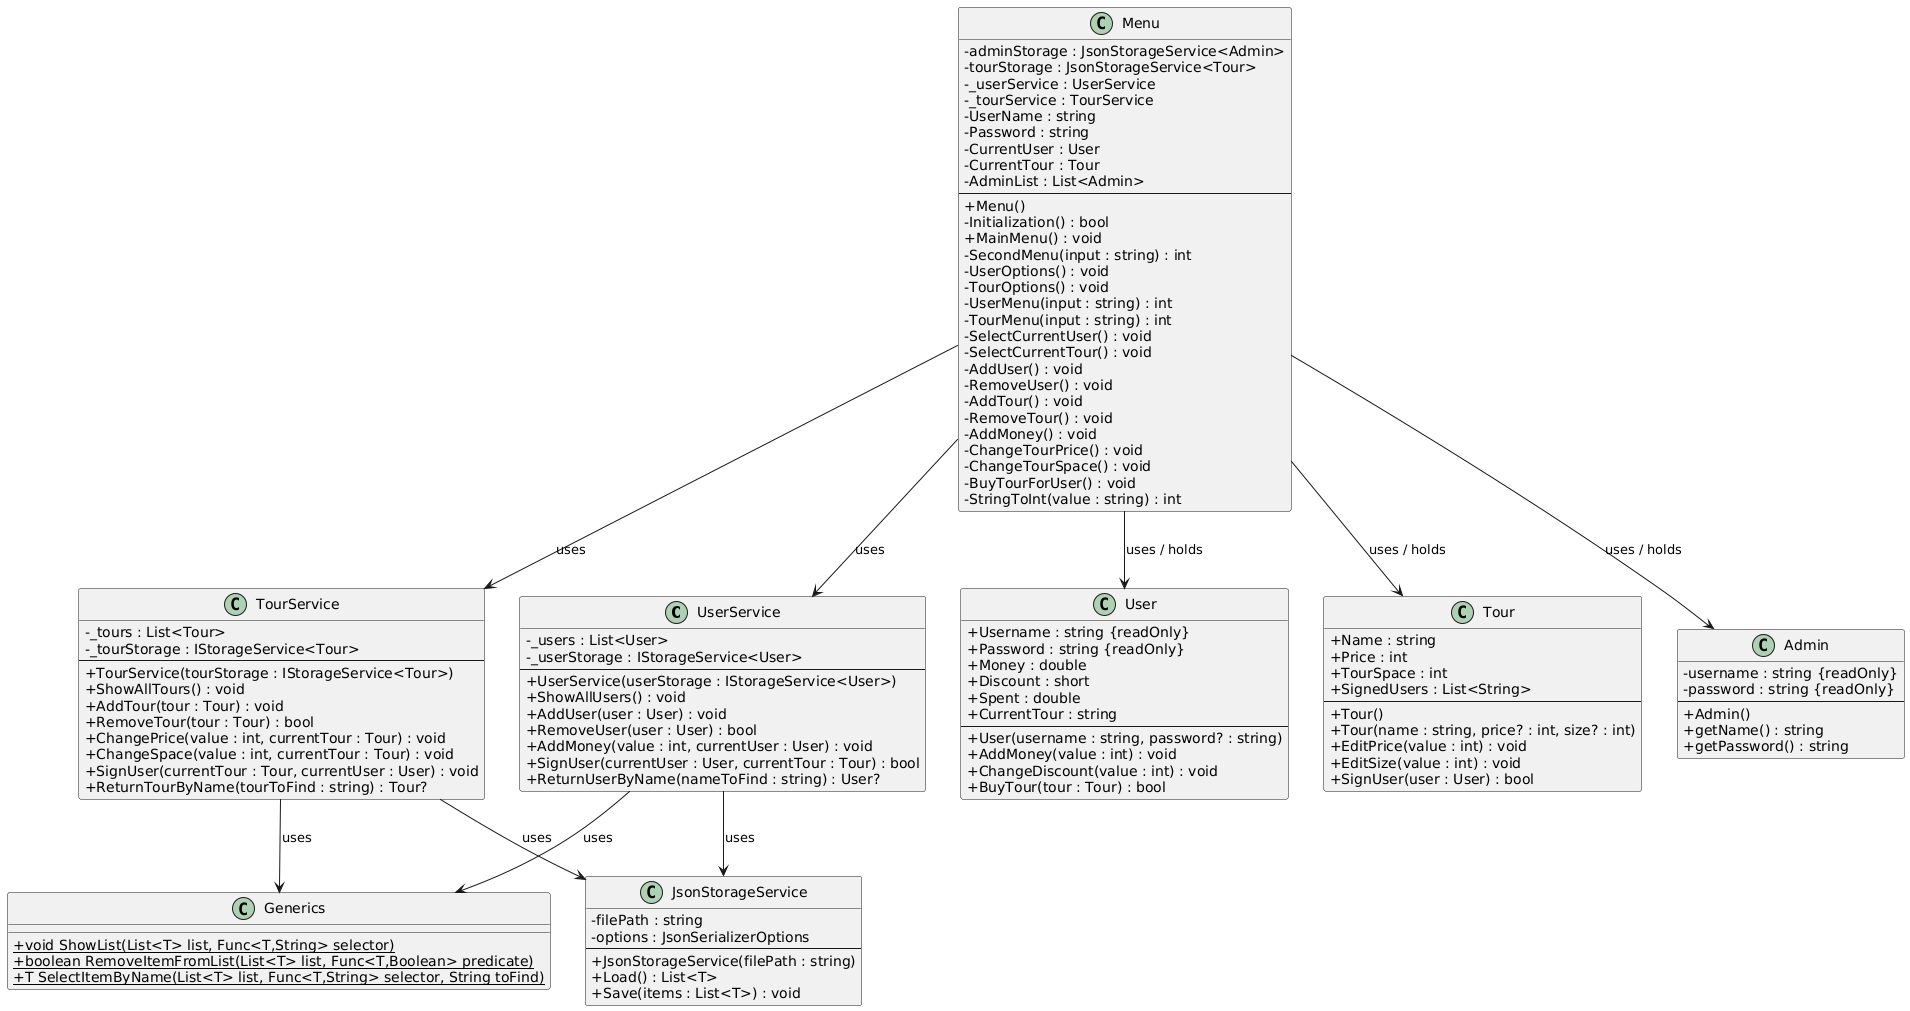 C Menu
-adminStorage : JsonStorageService<Admin>
-tourStorage : JsonStorageService<Tour>
-_userService : UserService
-_tourService : TourService
-UserName : string
-Password : string
-CurrentUser : User
-CurrentTour : Tour
-AdminList : List<Admin>
+Menu()
-Initialization() : bool
+MainMenu() : void
-SecondMenu(input : string) : int
-UserOptions() : void
-TourOptions() : void
-UserMenu(input : string) : int
-TourMenu(input : string) : int
-SelectCurrentUser() : void
-SelectCurrentTour() : void
-AddUser() : void
-RemoveUser() : void
-AddTour() : void
-RemoveTour() : void
-AddMoney() : void
-ChangeTourPrice() : void
-ChangeTourSpace() : void
-BuyTourForUser() : void
-StringToInt(value : string) : int
uses
uses
uses / holds
uses / holds
uses / holds
C TourService
-_tours : List<Tour>
-_tourStorage : IStorageService<Tour>
+TourService(tourStorage : IStorageService<Tour>)
+ShowAllTours() : void
+AddTour(tour : Tour) : void
+RemoveTour(tour : Tour) : bool
+ChangePrice(value : int, currentTour : Tour) : void
+ChangeSpace(value : int, currentTour : Tour) : void
+SignUser(currentTour : Tour, currentUser : User) : void
+ReturnTourByName(tourToFind : string) : Tour?
C UserService
-_users : List<User>
-_userStorage : IStorageService<User>
+UserService(userStorage : IStorageService<User>)
+ShowAllUsers() : void
+AddUser(user : User) : void
+RemoveUser(user : User) : bool
+AddMoney(value : int, currentUser : User) : void
+SignUser(currentUser : User, currentTour : Tour) : bool
+ReturnUserByName(nameToFind : string) : User?
C User
+Username : string {readOnly}
+Password : string {readOnly}
+Money : double
+Discount : short
+Spent : double
+CurrentTour : string
+User(username : string, password? : string)
+AddMoney(value : int) : void
+ChangeDiscount(value : int) : void
+BuyTour(tour : Tour) : bool
C Tour
+Name : string
+Price : int
+TourSpace : int
+SignedUsers : List<String>
+Tour()
+Tour(name : string, price? : int, size? : int)
+EditPrice(value : int) : void
+EditSize(value : int) : void
+SignUser(user : User) : bool
C Admin
-username : string {readOnly}
-password : string {readOnly}
+Admin()
+getName() : string
+getPassword() : string
uses
uses
uses
uses
C Generics
+void ShowList(List<T> list, Func<T,String> selector)
+boolean RemoveItemFromList(List<T> list, Func<T,Boolean> predicate)
+T SelectItemByName(List<T> list, Func<T,String> selector, String toFind)
C JsonStorageService
-filePath : string
-options : JsonSerializerOptions
+JsonStorageService(filePath : string)
+Load() : List<T>
+Save(items : List<T>) : void